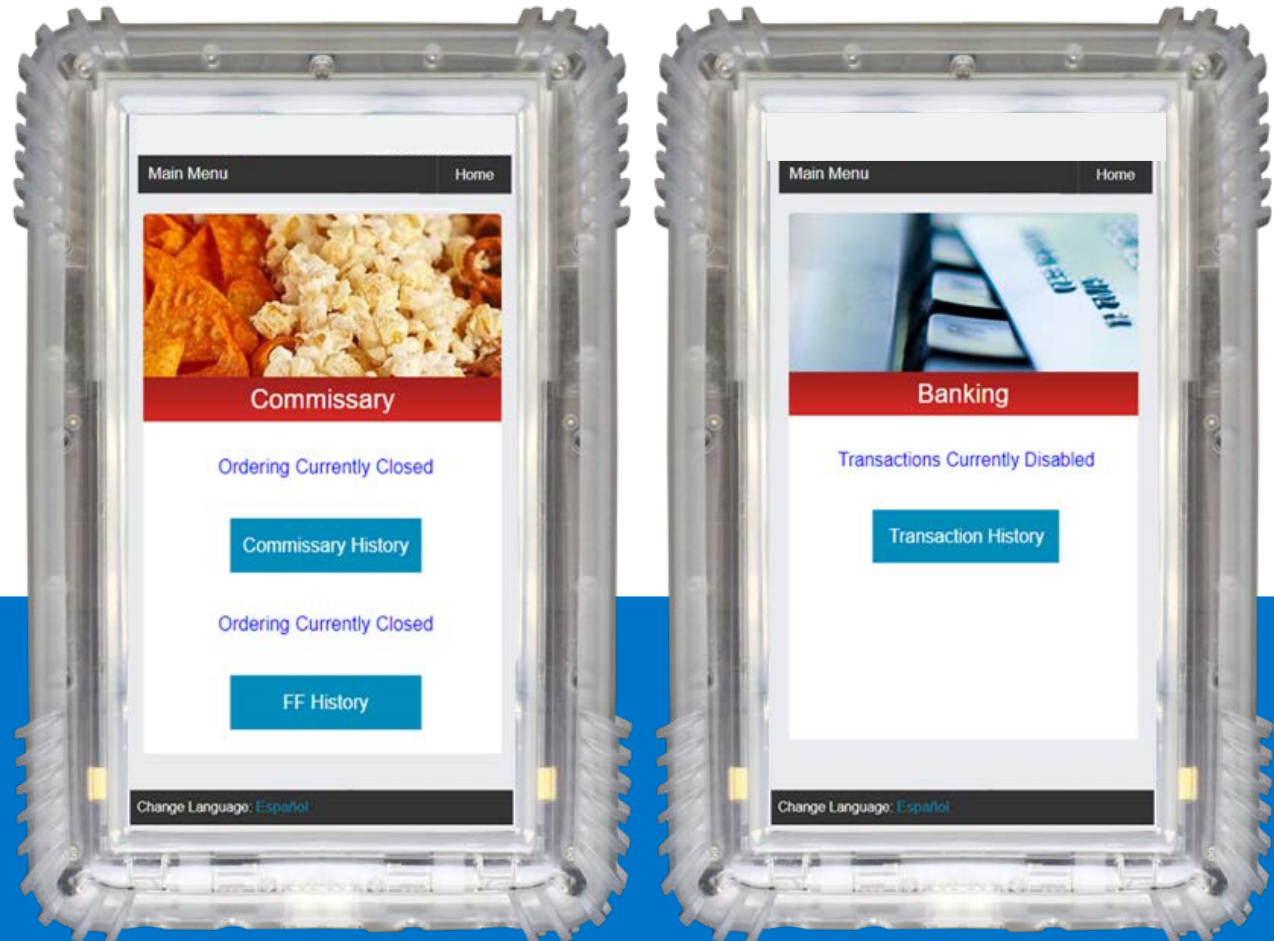 Main Menu
Home
Commissary
Ordering Currently Closed
Commissary History
Ordering Currently Closed
FF History
Change Language: Español
Main Menu
Home
Banking
Transactions Currently Disabled
Transaction History
Change Language: Español